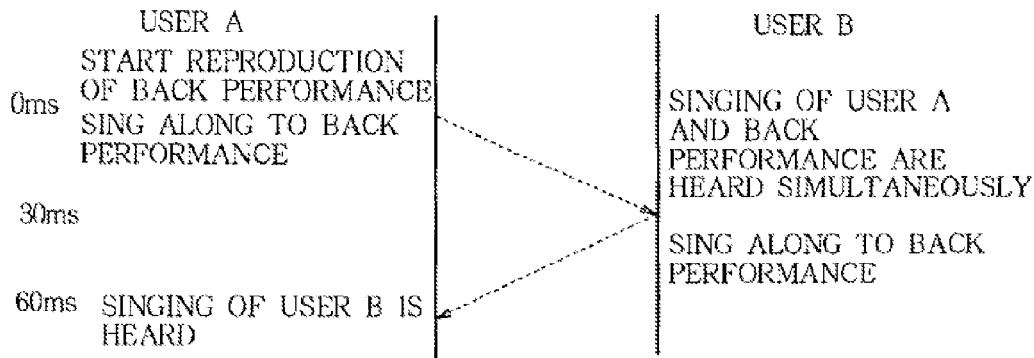 USER A
START REPRODUCTION
OF BACK PERFORMANCE
0ms
SING ALONG TO BACK
PERFORMANCE
30ms
60ms
SINGING OF USER B IS
HEARD
USER B
SINGING OF USER A
AND BACK
PERFORMANCE ARE
HEARD SIMULTANEOUSLY
SING ALONG TO BACK
PERFORMANCE